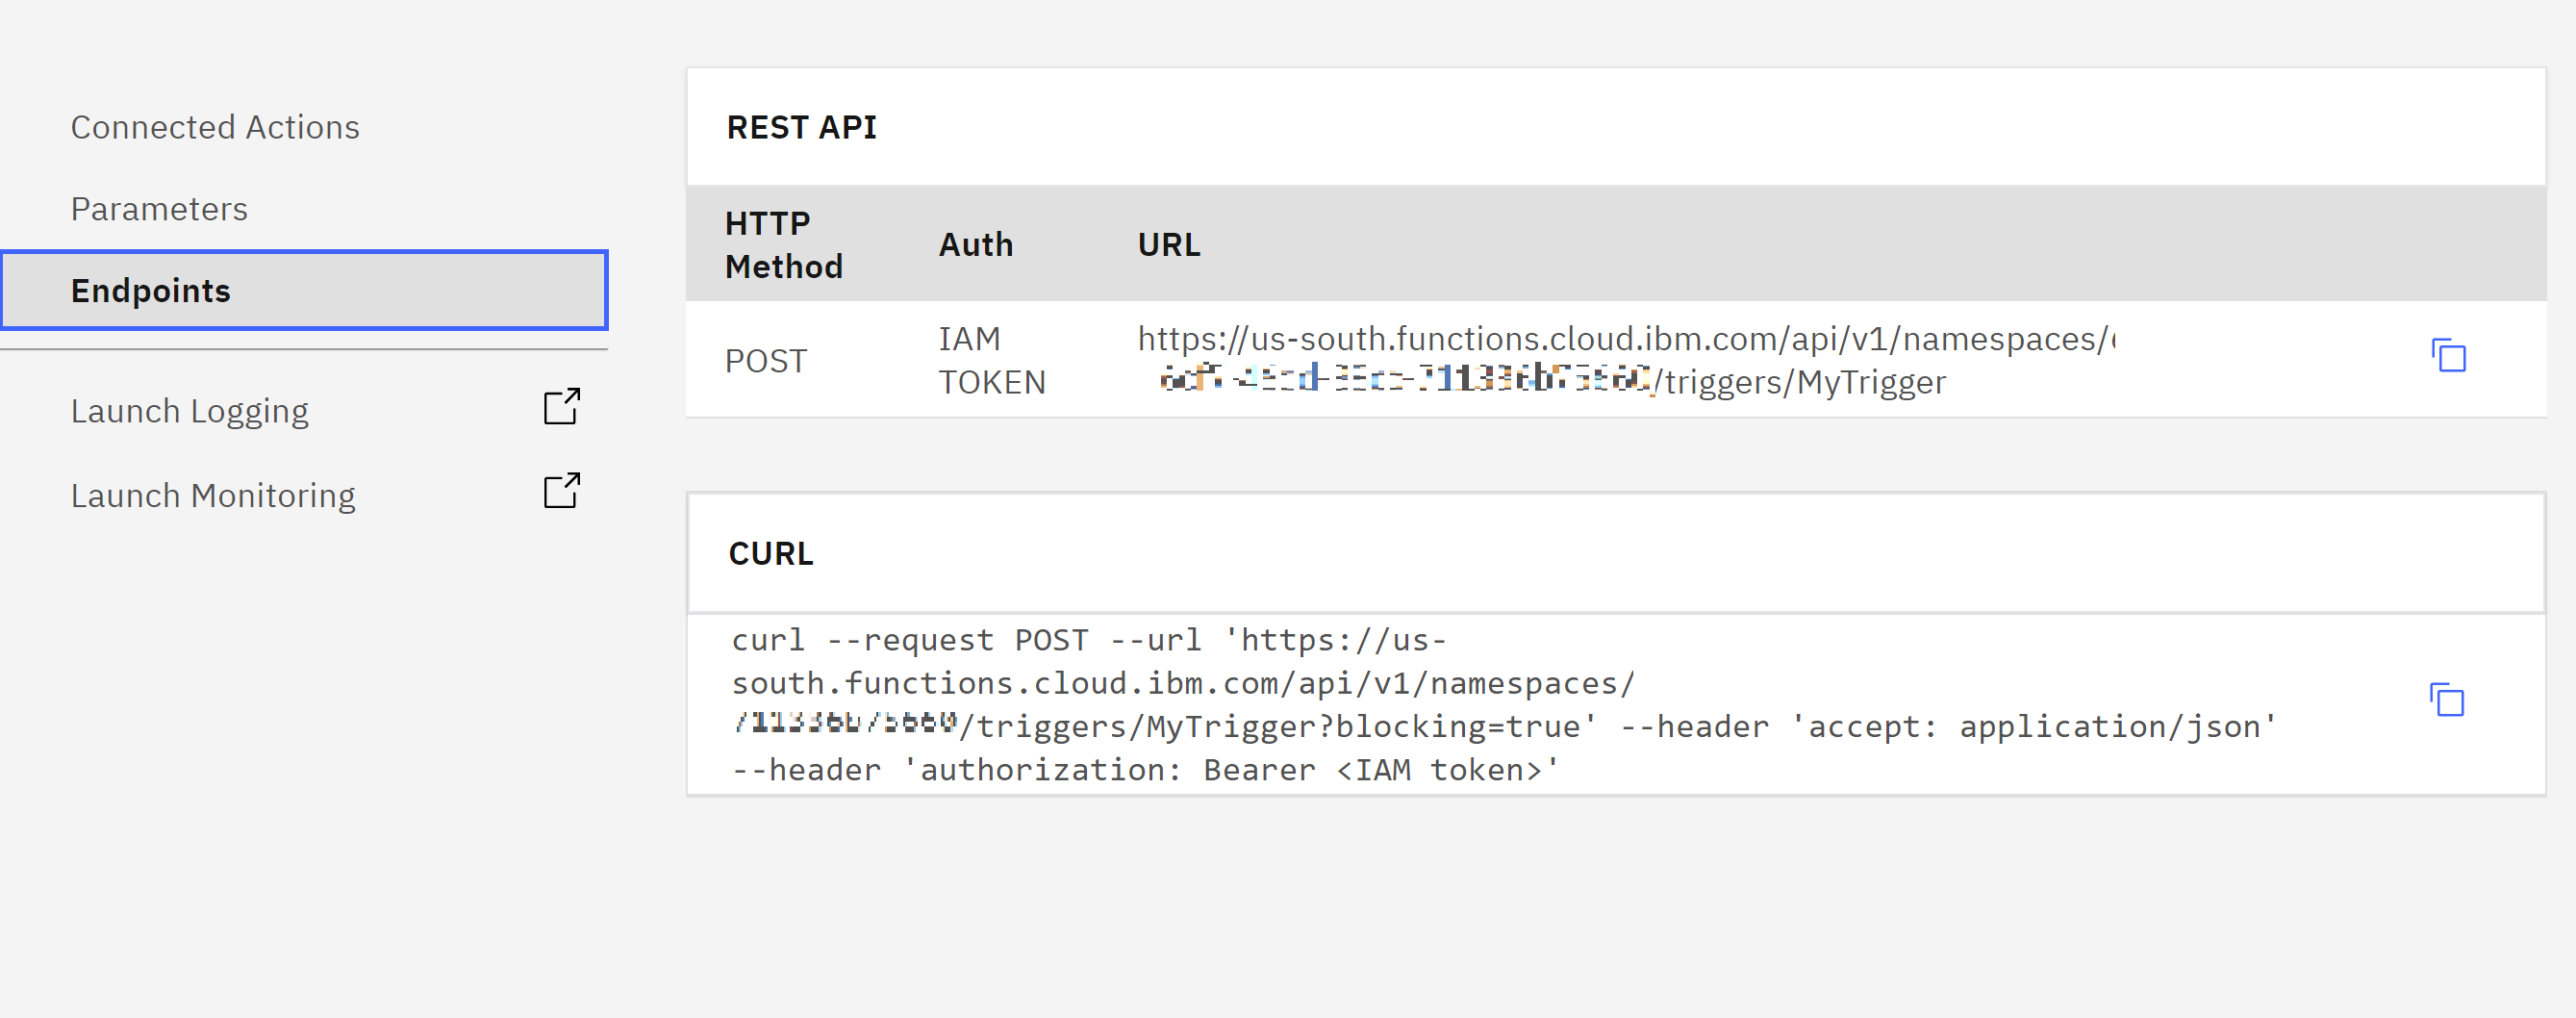 Connected Actions
Parameters
Endpoints
Launch Logging
Launch Monitoring
REST API
HTTP
Method
Auth
URL
POST
IAM
TOKEN
https://us-south.functions.cloud.ibm.com/api/v1/namespaces/
/triggers/MyTrigger
CURL
curl --request POST --url 'https://us-
south.functions.cloud.ibm.com/api/v1/namespaces/
/triggers/MyTrigger?blocking=true' --header 'accept: application/json'
--header 'authorization: Bearer <IAM token>'